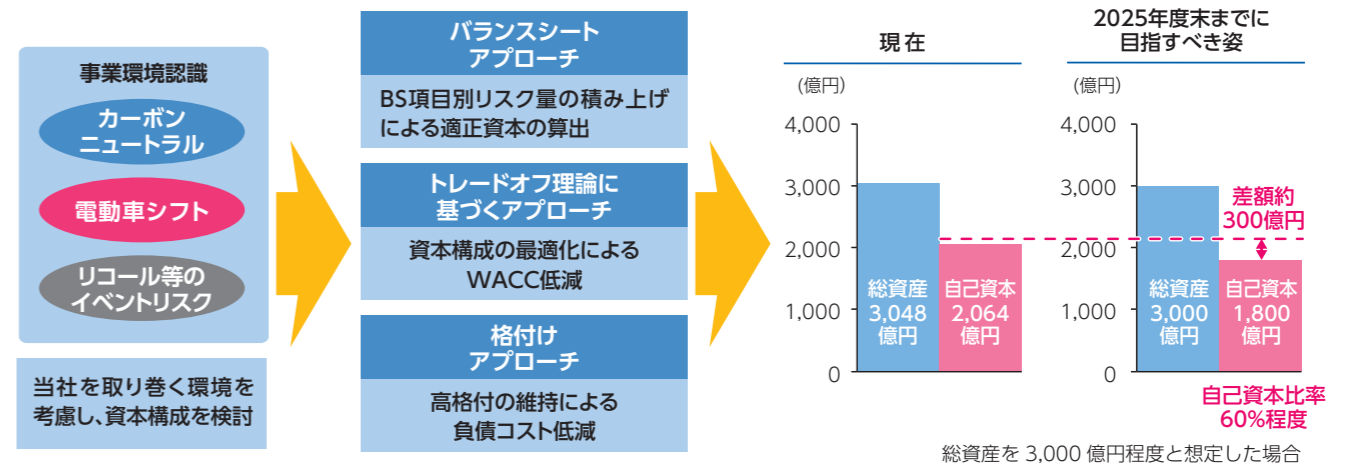 事業環境認識
カーボン
ニュートラル
電動車シフト
リコール等の
イベントリスク
当社を取り巻く環境を
考慮し、資本構成を検討
バランスシート
アプローチ
BS項目別リスク量の積み上げ
による適正資本の算出
トレードオフ理論に
基づくアプローチ
資本構成の最適化による
WACC低減
格付け
アプローチ
高格付の維持による
負債コスト低減
現在
(億円)
4,000
3,000
2,000
1,000
0
総資産
3,048
億円
自己資本
2,064
億円
2025年度末までに
目指すべき姿
(億円)
4,000
3,000
2,000
1,000
0
差額約
300億円
総資産
3,000
億円
自己資本
1,800
億円
自己資本比率
60%程度
総資産を 3,000 億円程度と想定した場合